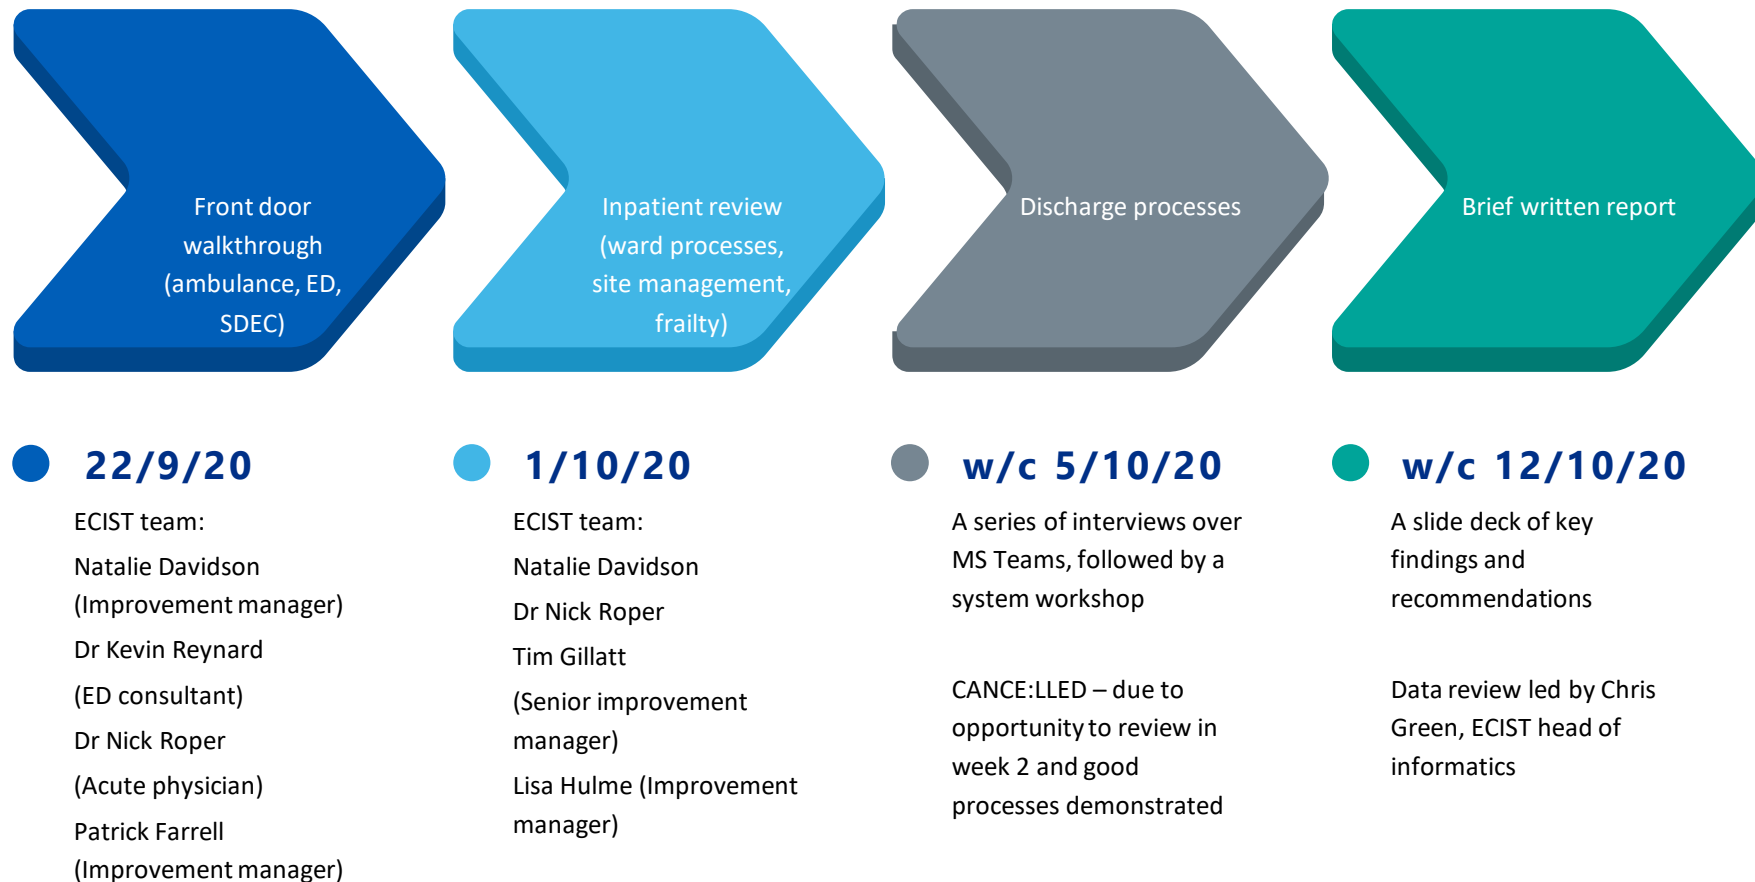 Front door
walkthrough
(ambulance, ED,
SDEC)
Inpatient review
(ward processes,
site management,
frailty)
Discharge processes
Brief written report
22/9/20
ECIST team:
Natalie Davidson
(Improvement manager)
Dr Kevin Reynard
(ED consultant)
Dr Nick Roper
(Acute physician)
Patrick Farrell
(Improvement manager)
1/10/20
ECIST team:
Natalie Davidson
Dr Nick Roper
Tim Gillatt
(Senior improvement
manager)
Lisa Hulme (Improvement
manager)
w/c 5/10/20
A series of interviews over
MS Teams, followed by a
system workshop
CANCE:LLED – due to
opportunity to review in
week 2 and good
processes demonstrated
w/c 12/10/20
A slide deck of key
findings and
recommendations
Data review led by Chris
Green, ECIST head of
informatics